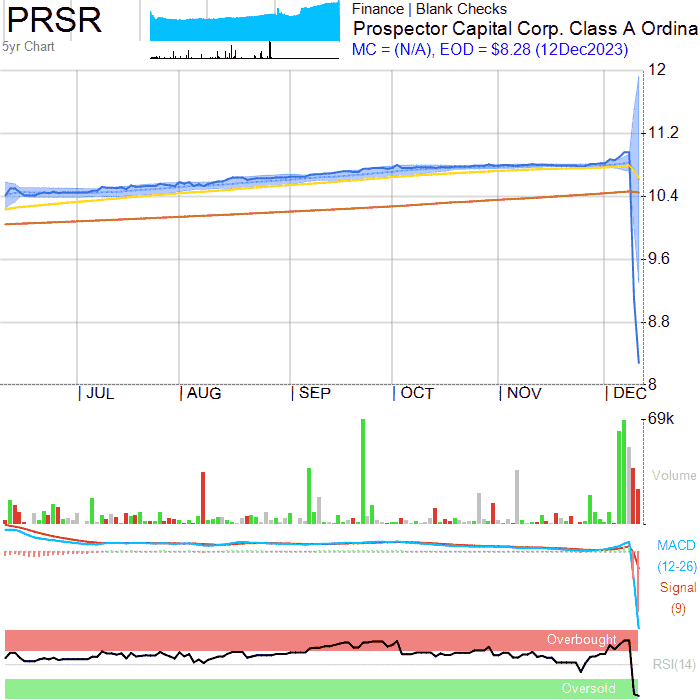 PRSR
5yr Chart
Finance | Blank Checks
Prospector Capital Corp. Class A Ordina
MC = (N/A), EOD = $8.28 (12Dec2023)
12
11.2
10.4
9.6
8.8
8
JUL AUG SEP OCT NOV DEC
69k
Volume
MACD
(12-26)
Signal
(9)
Overbought
RSI(14)
Oversold